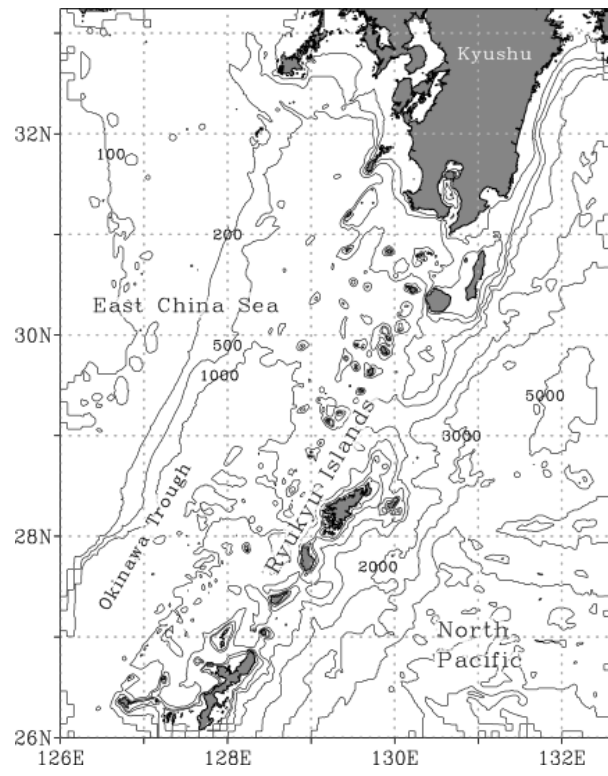 Kyushu
32N
100
200
East China Sea
30N
500
1000
5000
3000
Ryukyu Islands
Okinawa Trough
28N
2000
North
Pacific
26N
126E 128E 130E 132E